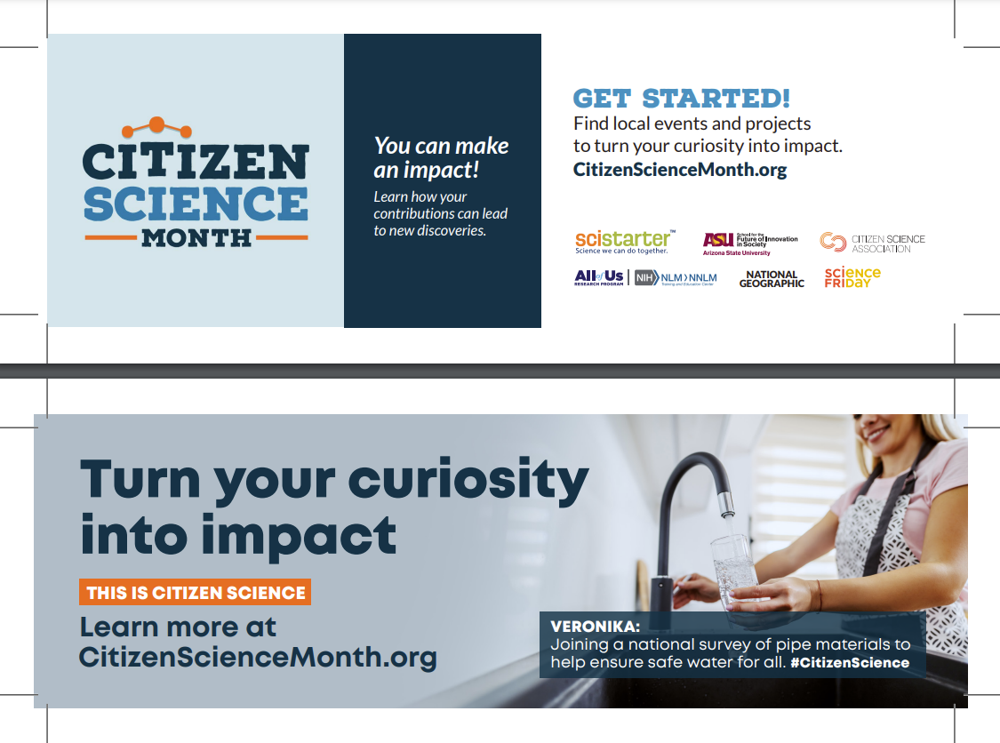 CITIZEN
SCIENCE
MONTH
You can make
an impact!
Learn how your
contributions can lead
to new discoveries.
GET STARTED!
Find local events and projects
to turn your curiosity into impact.
CitizenScienceMonth.org
scistarter™
Science we can do together.
ASU School for the
Future of Innovation
in Society
Arizona State University
CITIZEN SCIENCE
ASSOCIATION
All of Us
RESEARCH PROGRAM
NIH NLM NNLM
Training and Education Center
NATIONAL
GEOGRAPHIC
SCIENCE
FRIDAY
Turn your curiosity
into impact
THIS IS CITIZEN SCIENCE
Learn more at
CitizenScienceMonth.org
VERONIKA:
Joining a national survey of pipe materials to
help ensure safe water for all. #CitizenScience